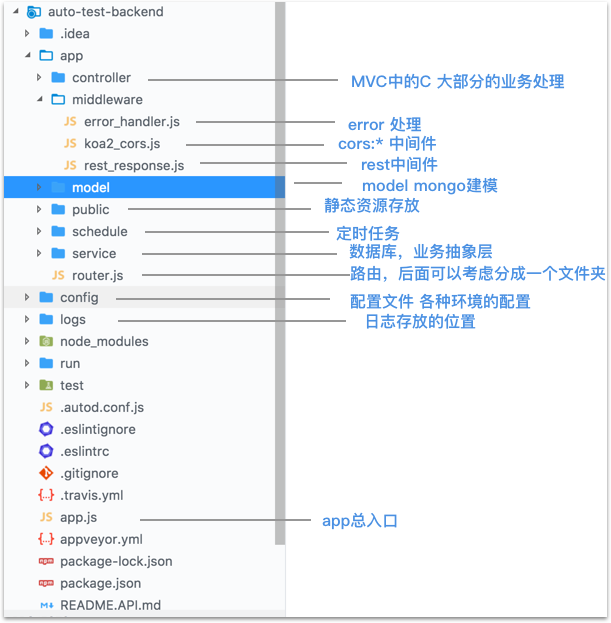 auto-test-backend
.idea
app
controller MVC中的C 大部分的业务处理
middleware
JS error_handler.js error 处理
JS koa2_cors.js cors:* 中间件
JS rest_response.js rest中间件
model model mongo建模
public 静态资源存放
schedule 定时任务
service 数据库，业务抽象层
JS router.js 路由，后面可以考虑分成一个文件夹
config 配置文件 各种环境的配置
logs 日志存放的位置
node_modules
run
test
JS .autod.conf.js
.eslintignore
.eslintrc
.gitignore
{..} .travis.yml
JS app.js app总入口
{..} appveyor.yml
package-lock.json
package.json
README.API.md